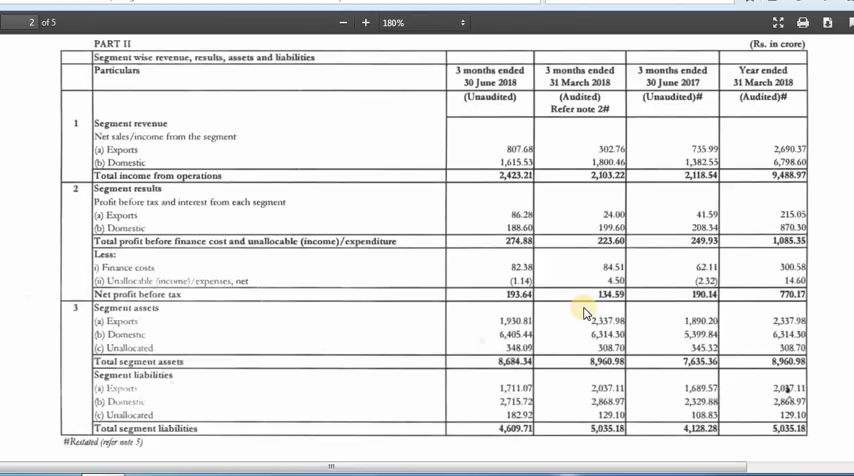 2 of 5
180%
PART II (Rs. in crore)
Segment wise revenue, results, assets and liabilities
Particulars 3 months ended 3 months ended 3 months ended Year ended
30 June 2018 31 March 2018 30 June 2017 31 March 2018
(Unaudited) (Audited) (Unaudited)# (Audited)#
Refer note 2#
1 Segment revenue
Net sales/income from the segment
(a) Exports 807.68 302.76 735.99 2,690.37
(b) Domestic 1,615.53 1,800.46 1,382.55 6,798.60
Total income from operations 2,423.21 2,103.22 2,118.54 9,488.97
2 Segment results
Profit before tax and interest from each segment
(a) Exports 86.28 24.00 41.59 215.05
(b) Domestic 188.60 199.60 208.34 870.30
Total profit before finance cost and unallocable (income)/expenditure 274.88 223.60 249.93 1,085.35
Less:
i) Finance costs 82.38 84.51 62.11 300.58
(ii) Unallocable (income)/expenses, net (1.14) 4.50 (2.32) 14.60
Net profit before tax 193.64 134.59 190.14 770.17
3 Segment assets
(a) Exports 1,930.81 2,337.98 1,890.20 2,337.98
(b) Domestic 6,405.44 6,314.30 5,399.84 6,314.30
(c) Unallocated 348.09 308.70 345.32 308.70
Total segment assets 8,684.34 8,960.98 7,635.36 8,960.98
Segment liabilities
(a) Exports 1,711.07 2,037.11 1,689.57 2,037.11
(b) Domestic 2,715.72 2,868.97 2,329.88 2,868.97
(c) Unallocated 182.92 129.10 108.83 129.10
Total segment liabilities 4,609.71 5,035.18 4,128.28 5,035.18
#Restated (refer note 5)